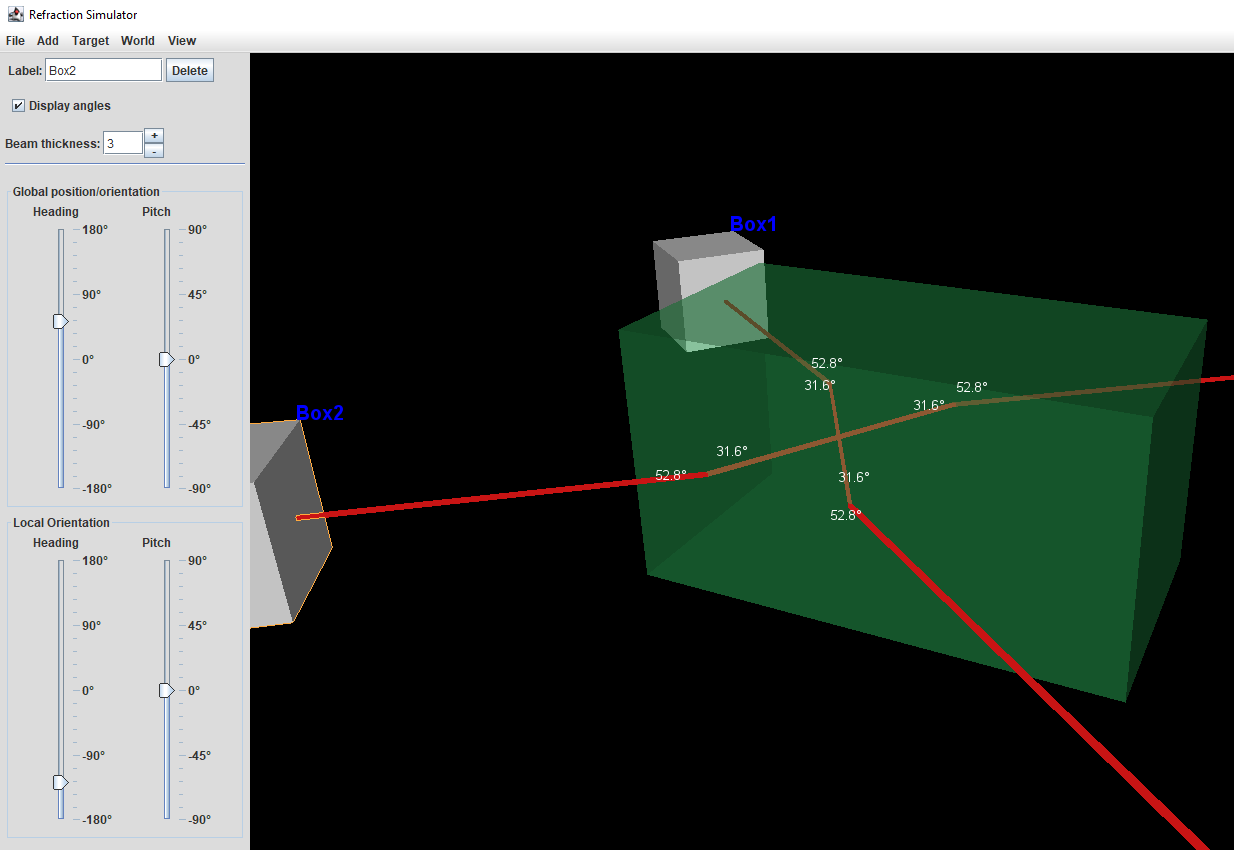 Refraction Simulator
File Add Target World View
Label: Box2 Delete
Display angles
Beam thickness: 3 + -
Global position/orientation
Heading Pitch
180° 90°
90° 45°
0° 0°
-90° -45°
-180° -90°
Local Orientation
Heading Pitch
180° 90°
90° 45°
0° 0°
-90° -45°
-180° -90°
Box1
52.8°
31.6° 52.8°
31.6°
Box2
31.6°
52.8° 31.6°
52.8°